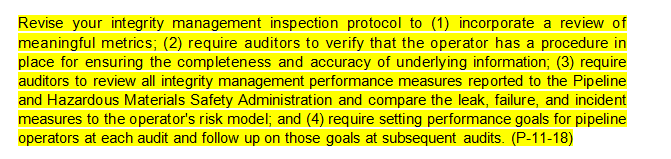 Revise your integrity management inspection protocol to (1) incorporate a review of
meaningful metrics; (2) require auditors to verify that the operator has a procedure in
place for ensuring the completeness and accuracy of underlying information; (3) require
auditors to review all integrity management performance measures reported to the Pipeline
and Hazardous Materials Safety Administration and compare the leak, failure, and incident
measures to the operator's risk model; and (4) require setting performance goals for pipeline
operators at each audit and follow up on those goals at subsequent audits. (P-11-18)